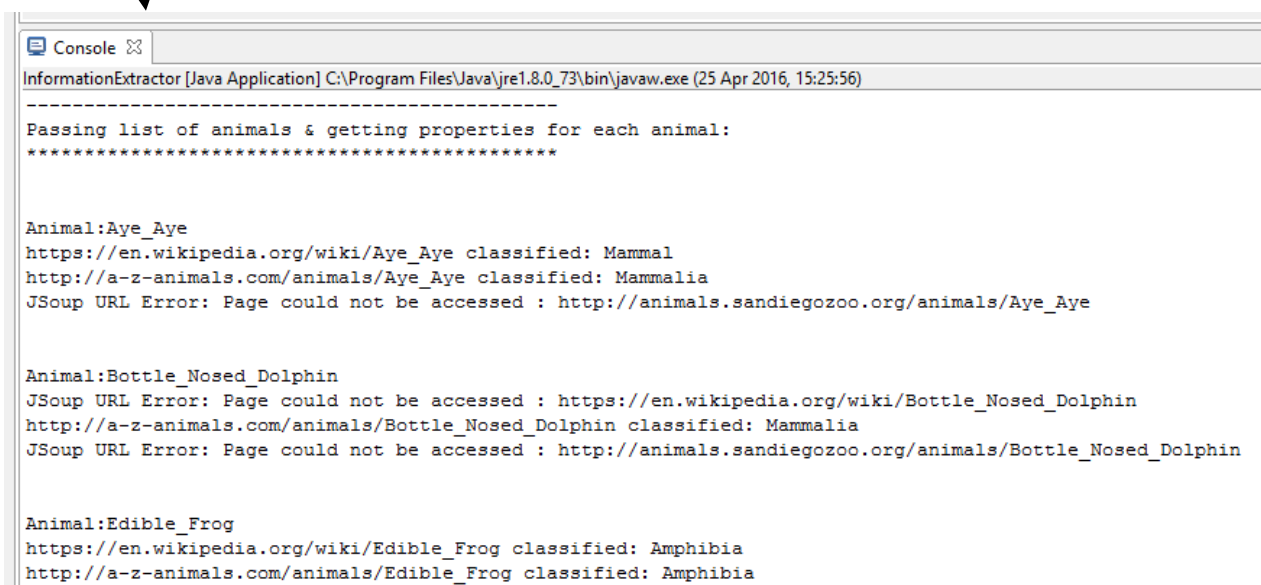 Console
InformationExtractor [Java Application] C:\Program Files\Java\jre1.8.0_73\bin\javaw.exe (25 Apr 2016, 15:25:56)
----------------------------------------------
Passing list of animals & getting properties for each animal:
**********************************************
Animal:Aye_Aye
https://en.wikipedia.org/wiki/Aye_Aye classified: Mammal
http://a-z-animals.com/animals/Aye_Aye classified: Mammalia
JSoup URL Error: Page could not be accessed : http://animals.sandiegozoo.org/animals/Aye_Aye
Animal:Bottle_Nosed_Dolphin
JSoup URL Error: Page could not be accessed : https://en.wikipedia.org/wiki/Bottle_Nosed_Dolphin
http://a-z-animals.com/animals/Bottle_Nosed_Dolphin classified: Mammalia
JSoup URL Error: Page could not be accessed : http://animals.sandiegozoo.org/animals/Bottle_Nosed_Dolphin
Animal:Edible_Frog
https://en.wikipedia.org/wiki/Edible_Frog classified: Amphibia
http://a-z-animals.com/animals/Edible_Frog classified: Amphibia